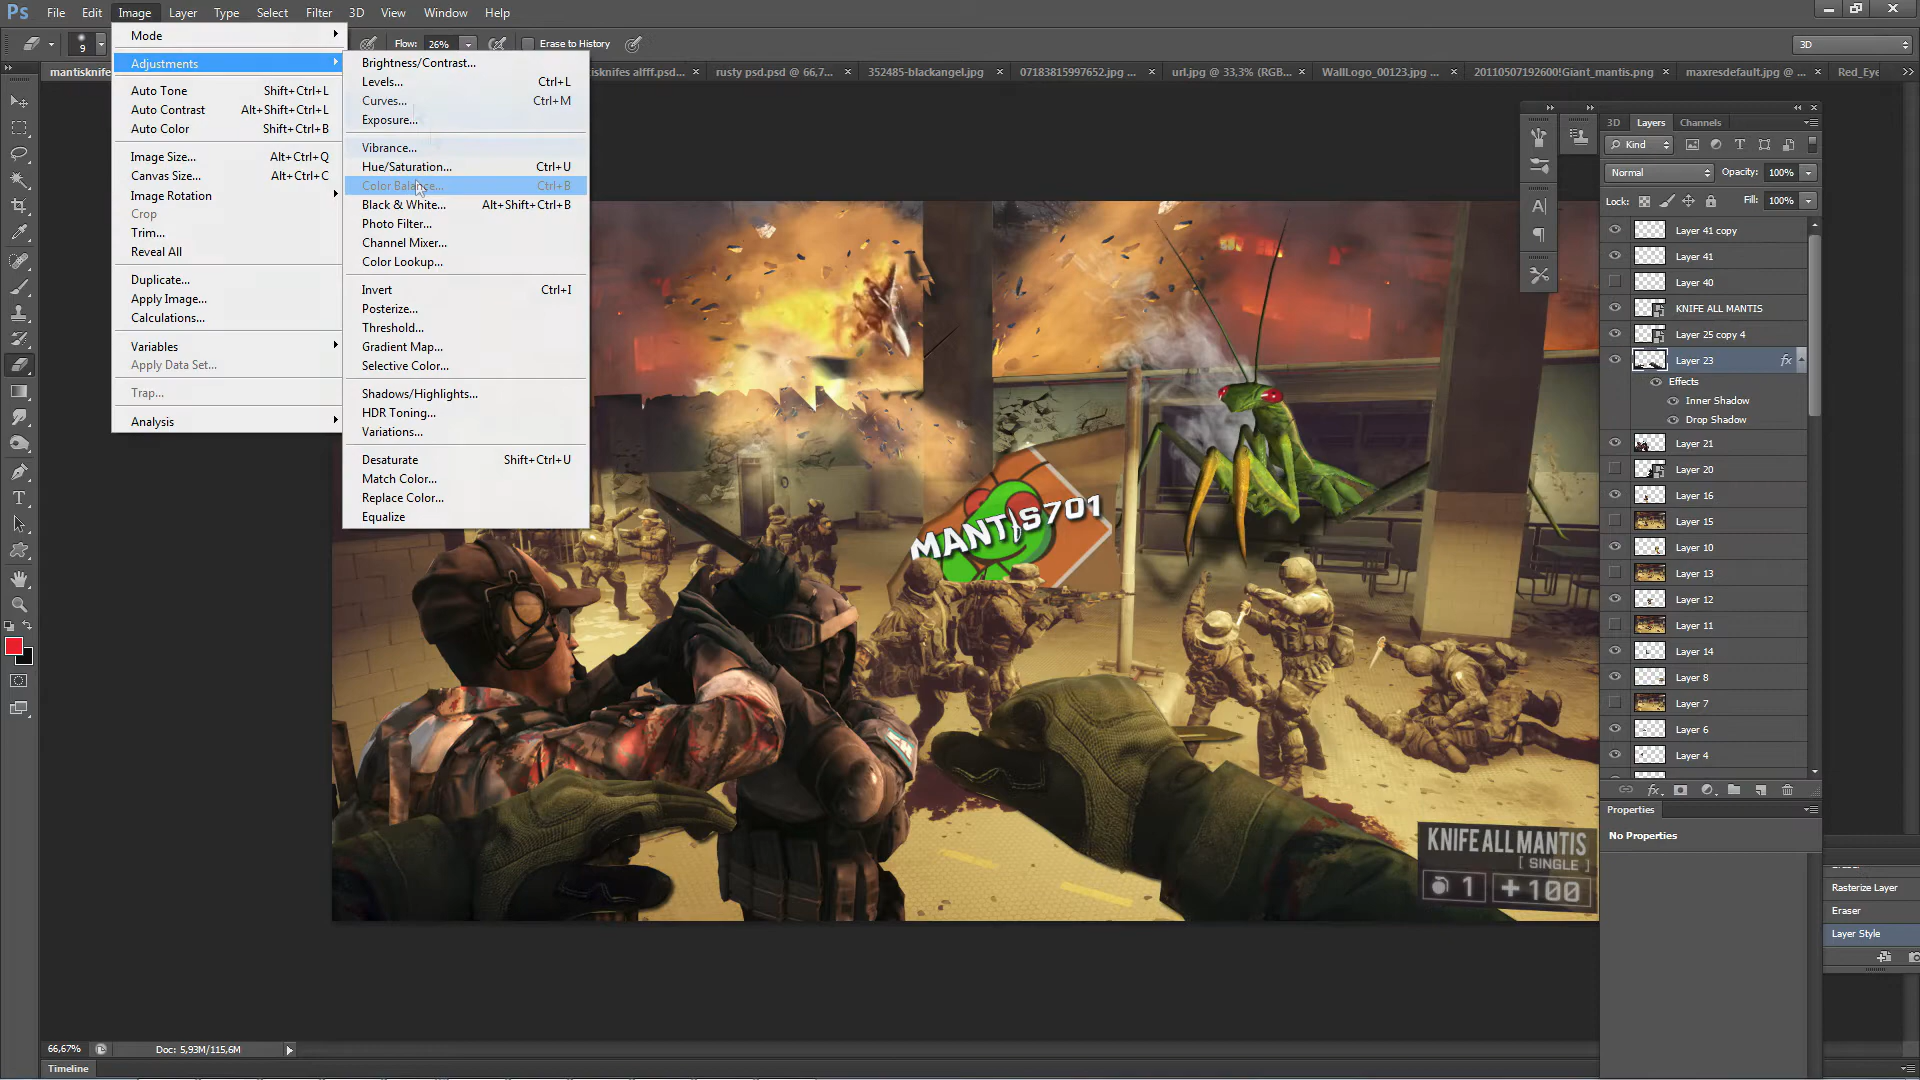 Ps File Edit Image Layer Type Select Filter 3D View Window Help
9 Flow: 26% Erase to History 3D
mantisknife
isknifes alfff.psd...
rusty psd.psd @ 66,7...
352485-blackangel.jpg
07183815997652.jpg ...
url.jpg @ 33,3% (RGB...
WallLogo_00123.jpg ...
20110507192600!Giant_mantis.png
maxresdefault.jpg @ ...
Red_Eye
Mode
Adjustments
Auto Tone Shift+Ctrl+L
Auto Contrast Alt+Shift+Ctrl+L
Auto Color Shift+Ctrl+B
Image Size... Alt+Ctrl+Q
Canvas Size... Alt+Ctrl+C
Image Rotation
Crop
Trim...
Reveal All
Duplicate...
Apply Image...
Calculations...
Variables
Apply Data Set...
Trap...
Analysis
Brightness/Contrast...
Levels... Ctrl+L
Curves... Ctrl+M
Exposure...
Vibrance...
Hue/Saturation... Ctrl+U
Color Balance... Ctrl+B
Black & White... Alt+Shift+Ctrl+B
Photo Filter...
Channel Mixer...
Color Lookup...
Invert Ctrl+I
Posterize...
Threshold...
Gradient Map...
Selective Color...
Shadows/Highlights...
HDR Toning...
Variations...
Desaturate Shift+Ctrl+U
Match Color...
Replace Color...
Equalize
MANTIS701
KNIFE ALL MANTIS
[ SINGLE ]
1 +100
3D Layers Channels
Kind
Normal Opacity: 100%
Lock: Fill: 100%
Layer 41 copy
Layer 41
Layer 40
KNIFE ALL MANTIS
Layer 25 copy 4
Layer 23 fx
Effects
Inner Shadow
Drop Shadow
Layer 21
Layer 20
Layer 16
Layer 15
Layer 10
Layer 13
Layer 12
Layer 11
Layer 14
Layer 8
Layer 7
Layer 6
Layer 4
fx
Properties
No Properties
Rasterize Layer
Eraser
Layer Style
66,67% Doc: 5,93M/115,6M
Timeline